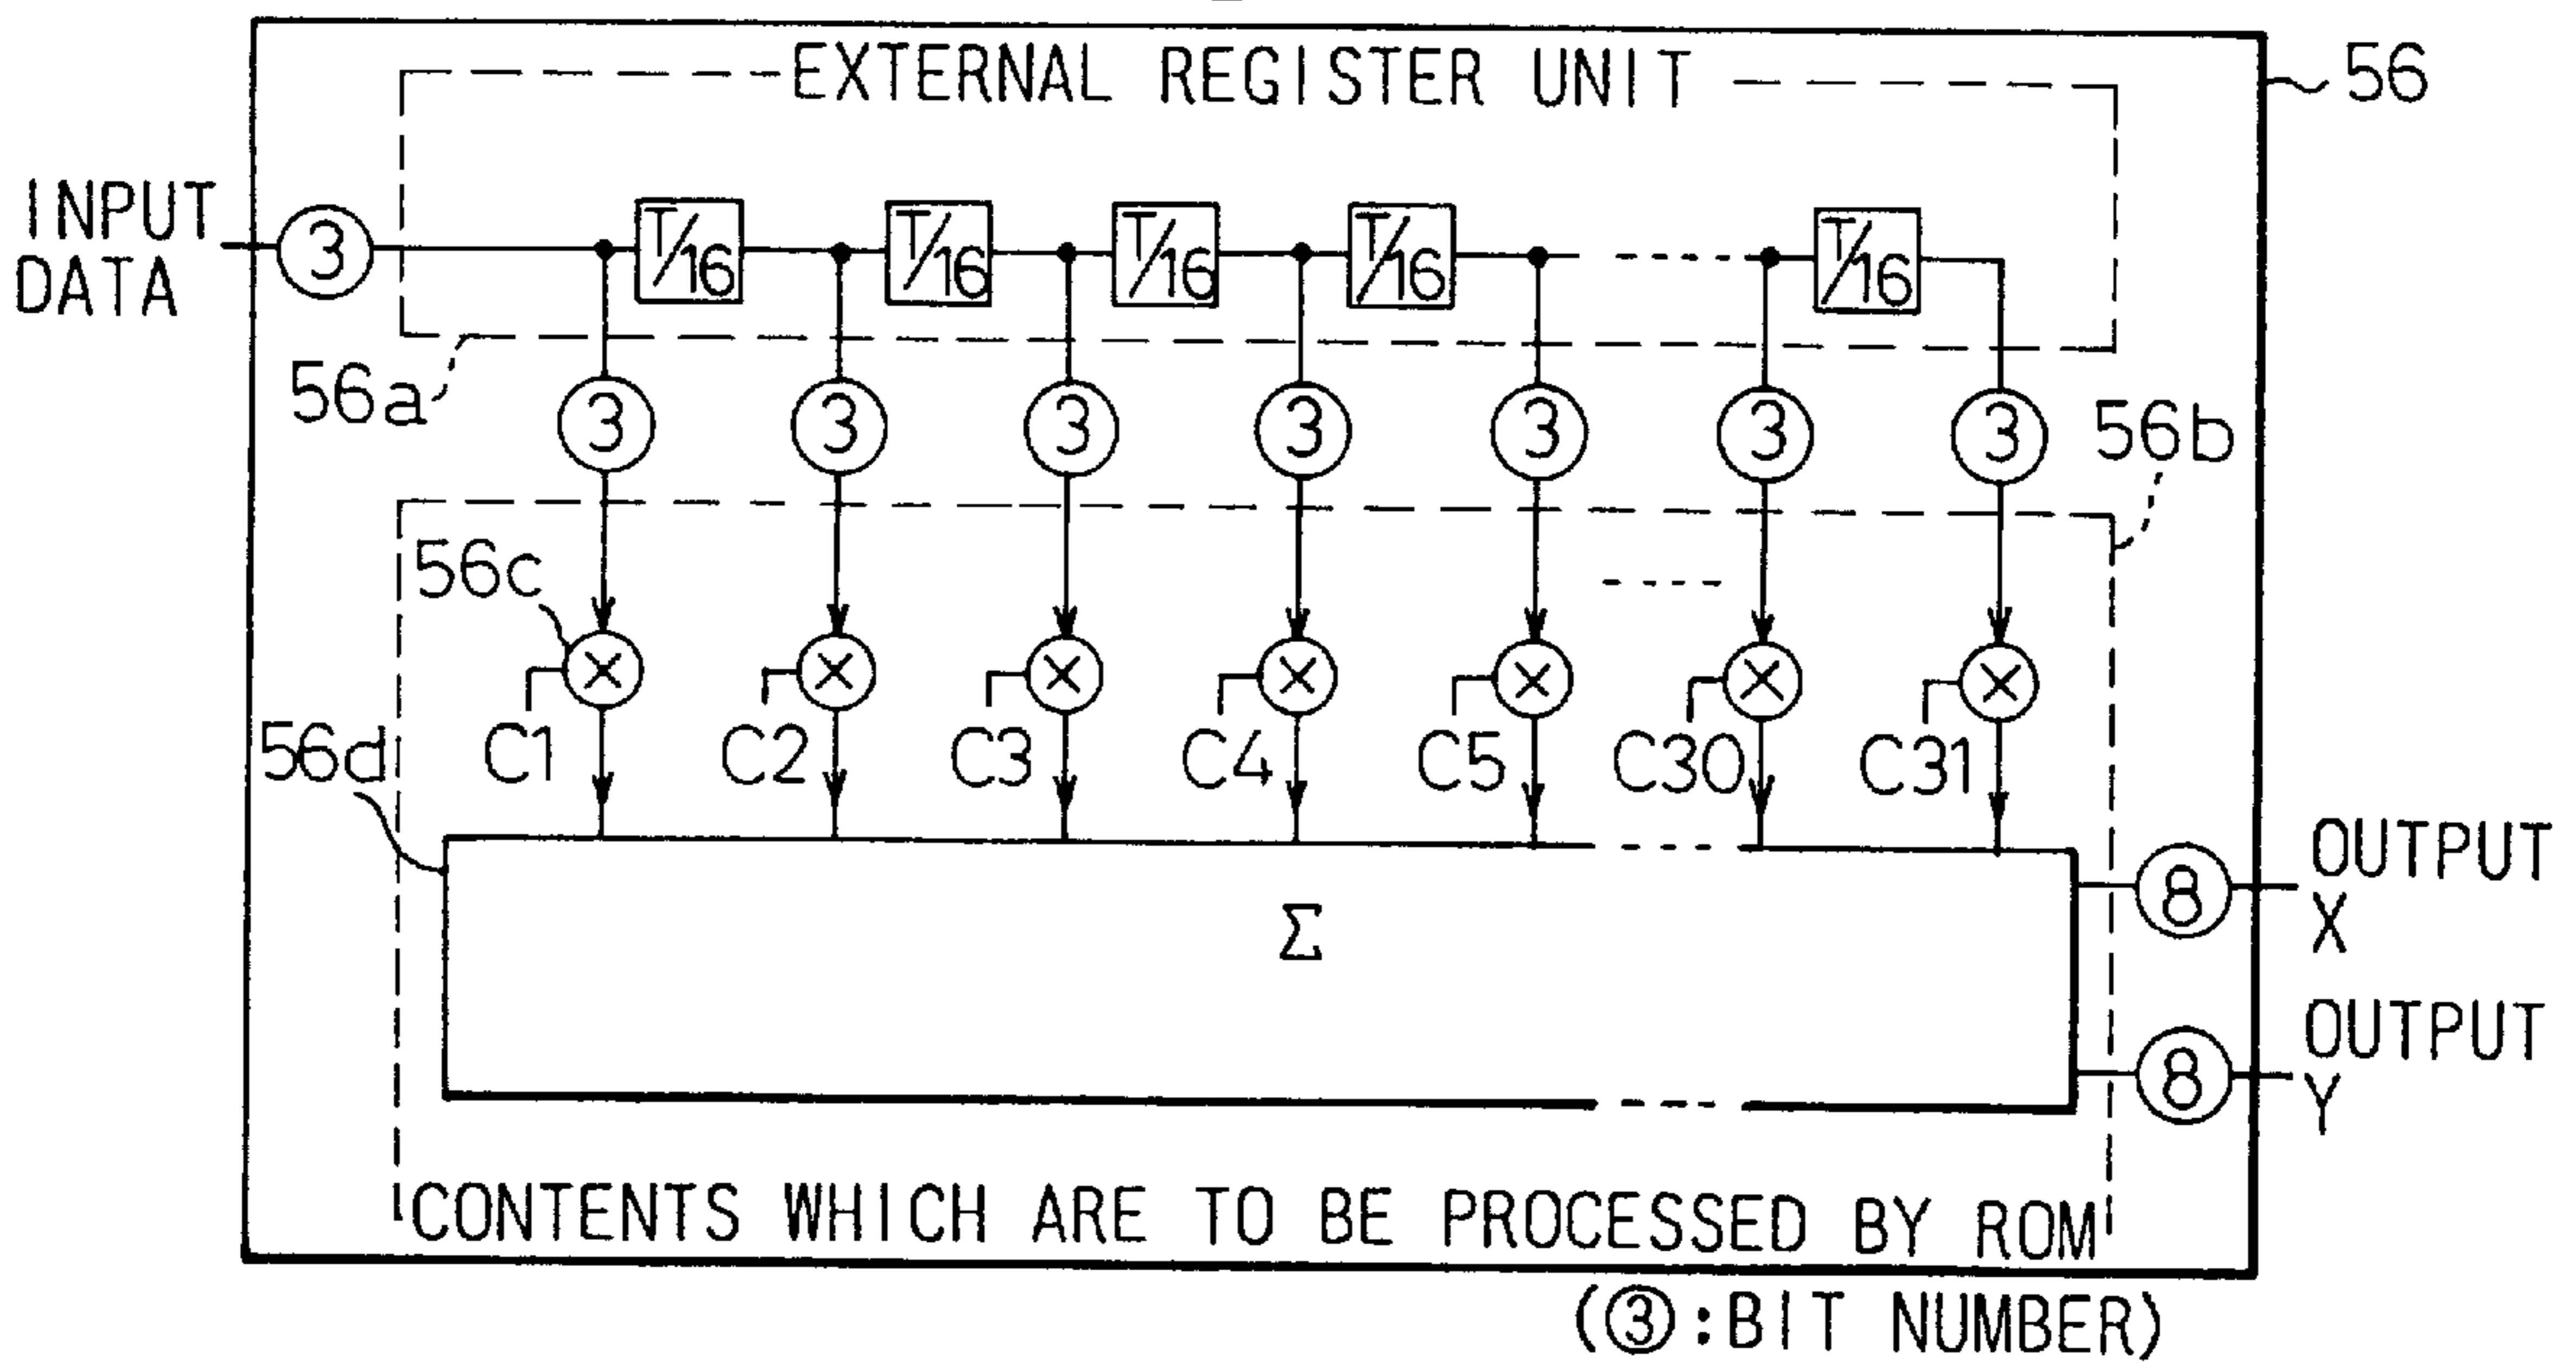 EXTERNAL REGISTER UNIT
56
INPUT
DATA
3
T/16 T/16 T/16 T/16 T/16
56a
3 3 3 3 3 3 3
56b
56c
× × × × × × ×
C1 C2 C3 C4 C5 C30 C31
56d
Σ
8
OUTPUT
X
8
OUTPUT
Y
CONTENTS WHICH ARE TO BE PROCESSED BY ROM
(③:BIT NUMBER)